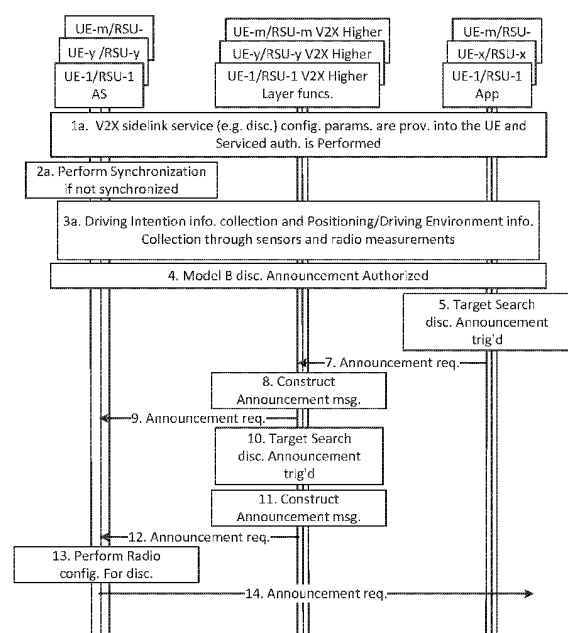 UE-m/RSU-
UE-y /RSU-y
UE-1/RSU-1
AS
UE-m/RSU-m V2X Higher
UE-y/RSU-y V2X Higher
UE-1/RSU-1 V2X Higher
Layer funcs.
UE-m/RSU-
UE-x/RSU-x
UE-1/RSU-1
App
1a. V2X sidelink service (e.g. disc.) config. params. are prov. into the UE and
Serviced auth. is Performed
2a. Perform Synchronization
if not synchronized
3a. Driving Intention info. collection and Positioning/Driving Environment info.
Collection through sensors and radio measurements
4. Model B disc. Announcement Authorized
5. Target Search
disc. Announcement
trig'd
7. Announcement req.
8. Construct
Announcement msg.
9. Announcement req.
10. Target Search
disc. Announcement
trig'd
11. Construct
Announcement msg.
12. Announcement req.
13. Perform Radio
config. For disc.
14. Announcement req.